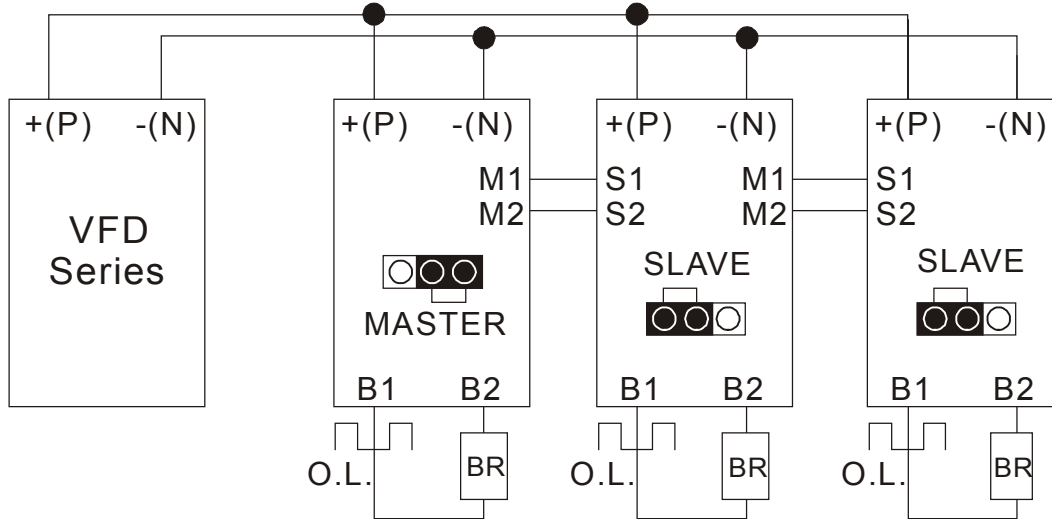 +(P) -(N)
VFD
Series
+(P) -(N)
M1
M2
MASTER
B1 B2
O.L.
BR
+(P) -(N)
S1 M1
S2 M2
SLAVE
B1 B2
O.L.
BR
+(P) -(N)
S1
S2
SLAVE
B1 B2
O.L.
BR